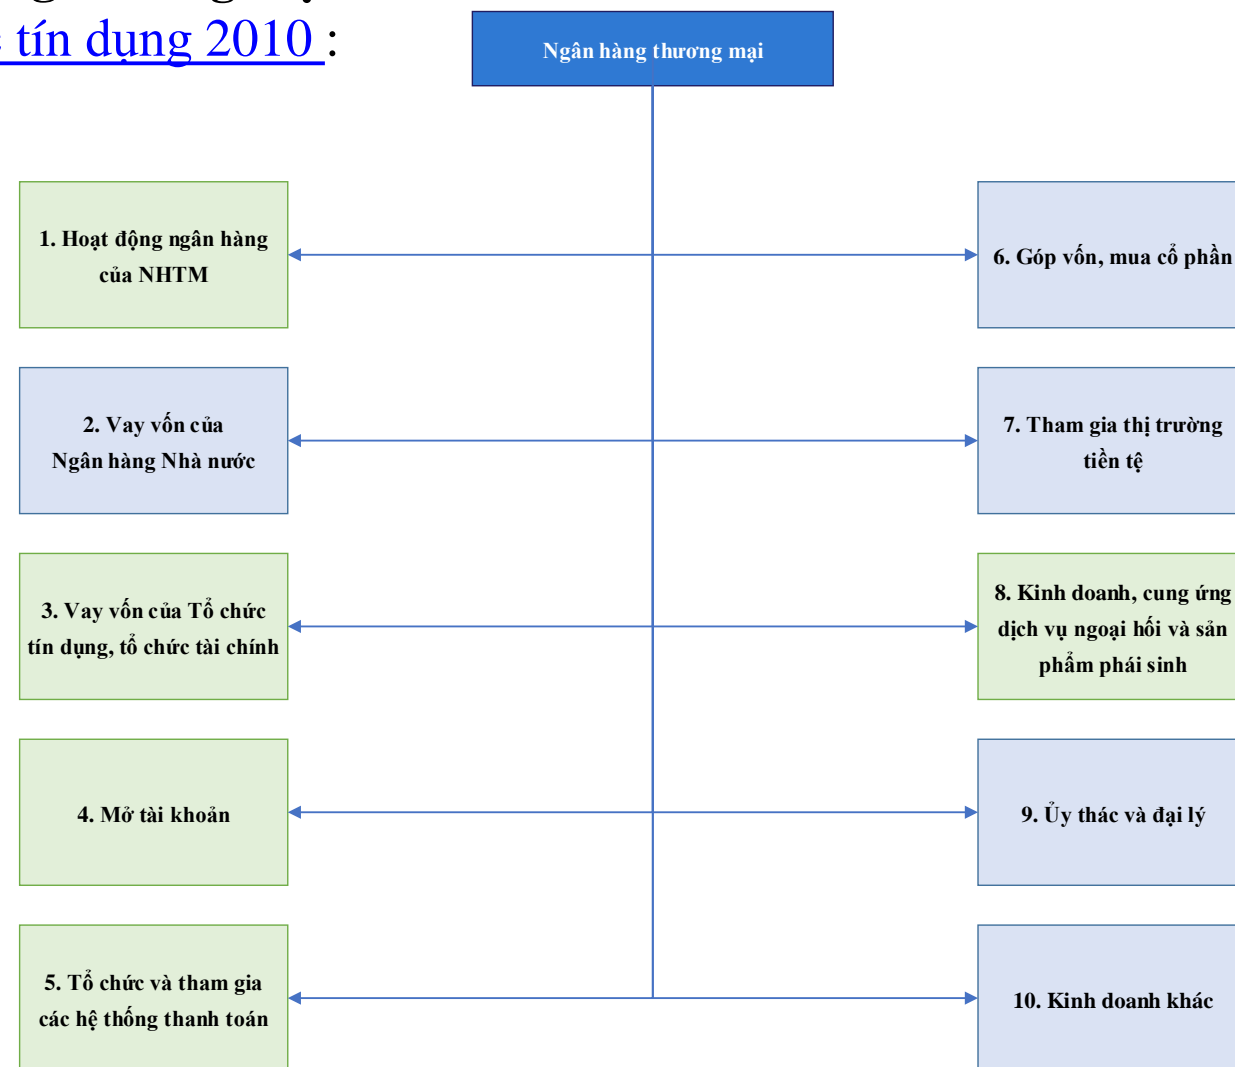 tín dụng 2010 :
Ngân hàng thương mại
1. Hoạt động ngân hàng
của NHTM
2. Vay vốn của
Ngân hàng Nhà nước
3. Vay vốn của Tổ chức
tín dụng, tổ chức tài chính
4. Mở tài khoản
5. Tổ chức và tham gia
các hệ thống thanh toán
6. Góp vốn, mua cổ phần
7. Tham gia thị trường
tiền tệ
8. Kinh doanh, cung ứng
dịch vụ ngoại hối và sản
phẩm phái sinh
9. Ủy thác và đại lý
10. Kinh doanh khác